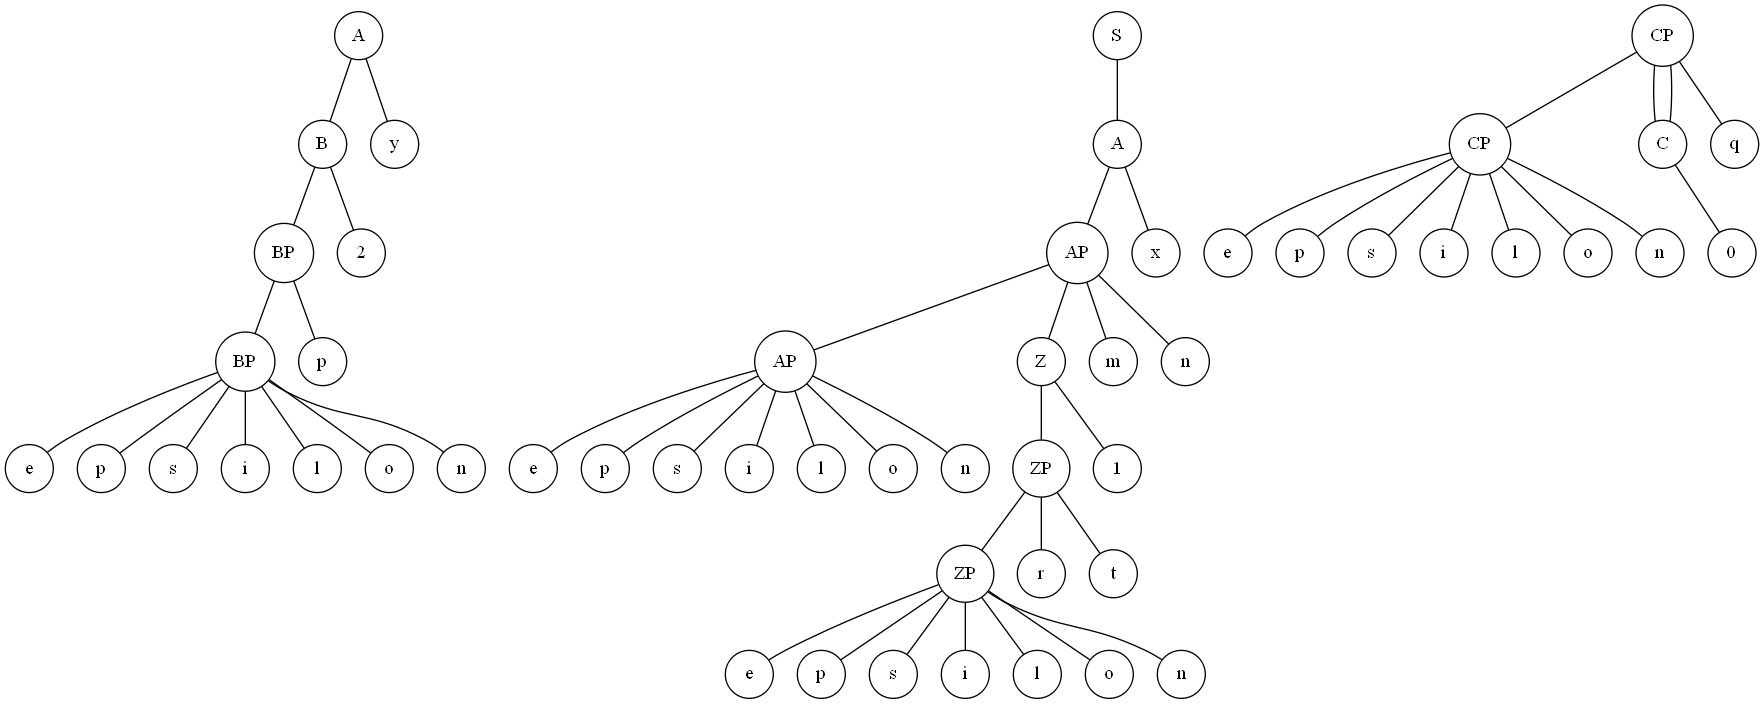 A S CP
B y A CP C q
BP 2 AP x e p s i l o n 0
BP p AP Z m n
e p s i l o n e p s i l o n ZP 1
ZP r t
e p s i l o n